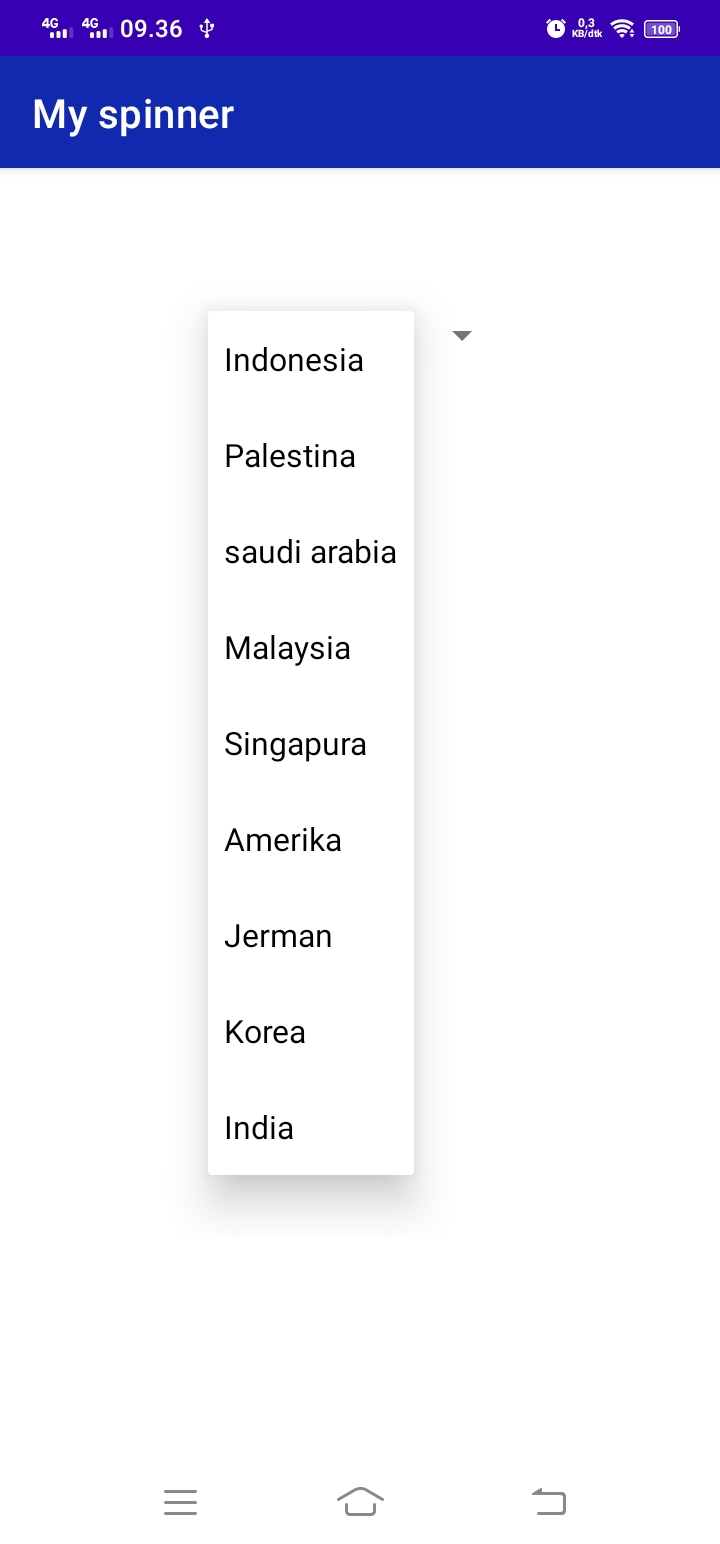 4G 4G 09.36 0,3 KB/dtk 100
My spinner
Indonesia
Palestina
saudi arabia
Malaysia
Singapura
Amerika
Jerman
Korea
India